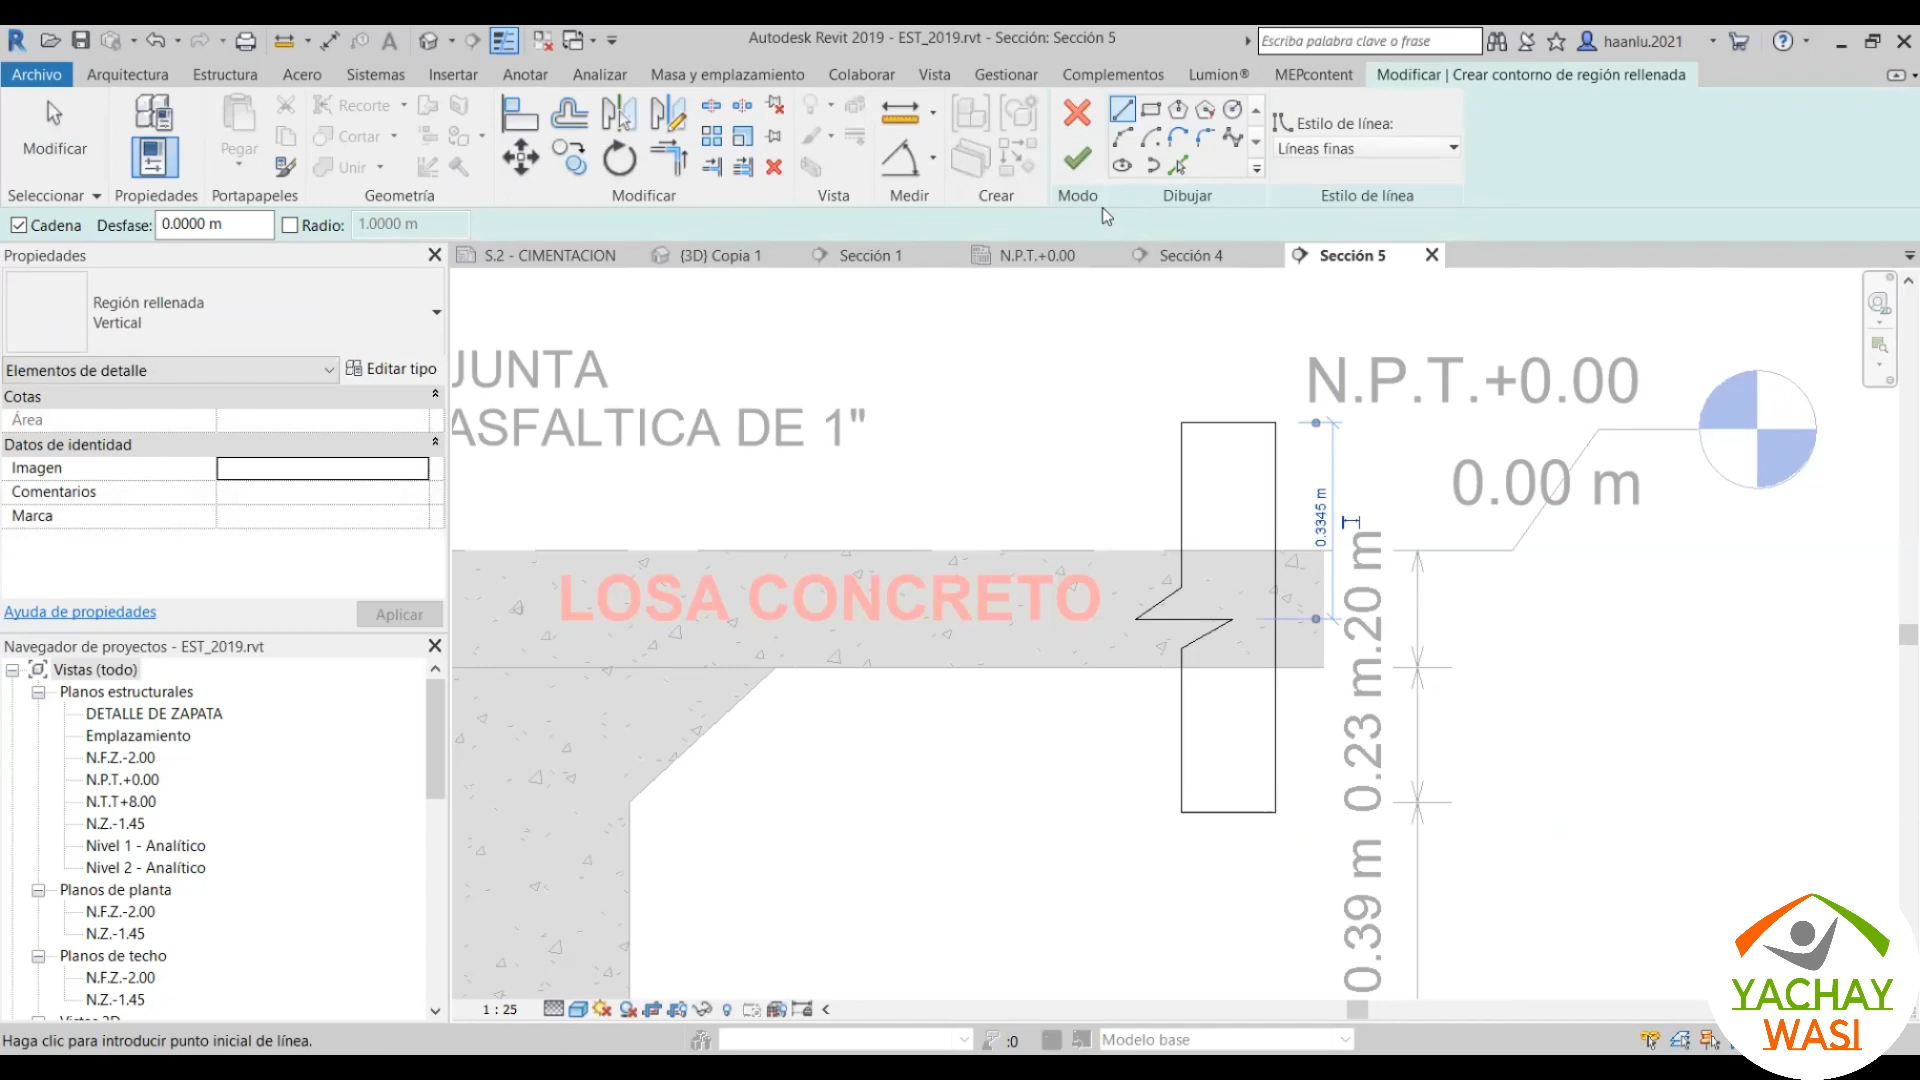 Autodesk Revit 2019 - EST_2019.rvt - Sección: Sección 5
Escriba palabra clave o frase
haanlu.2021
Archivo
Arquitectura
Estructura
Acero
Sistemas
Insertar
Anotar
Analizar
Masa y emplazamiento
Colaborar
Vista
Gestionar
Complementos
Lumion®
MEPcontent
Modificar | Crear contorno de región rellenada
Modificar
Pegar
Recorte
Cortar
Unir
Estilo de línea:
Líneas finas
Seleccionar
Propiedades
Portapapeles
Geometría
Modificar
Vista
Medir
Crear
Modo
Dibujar
Estilo de línea
Cadena
Desfase:
0.0000 m
Radio:
1.0000 m
Propiedades
S.2 - CIMENTACION
{3D} Copia 1
Sección 1
N.P.T.+0.00
Sección 4
Sección 5
Región rellenada
Vertical
Elementos de detalle
Editar tipo
Cotas
Área
Datos de identidad
Imagen
Comentarios
Marca
Ayuda de propiedades
Aplicar
Navegador de proyectos - EST_2019.rvt
Vistas (todo)
Planos estructurales
DETALLE DE ZAPATA
Emplazamiento
N.F.Z.-2.00
N.P.T.+0.00
N.T.T+8.00
N.Z.-1.45
Nivel 1 - Analítico
Nivel 2 - Analítico
Planos de planta
N.F.Z.-2.00
N.Z.-1.45
Planos de techo
N.F.Z.-2.00
N.Z.-1.45
JUNTA
ASFALTICA DE 1"
N.P.T.+0.00
0.00 m
0.3345 m
LOSA CONCRETO
.20 m
0.23 m
0.39 m
1 : 25
Haga clic para introducir punto inicial de línea.
:0
Modelo base
YACHAY
WASI
2D